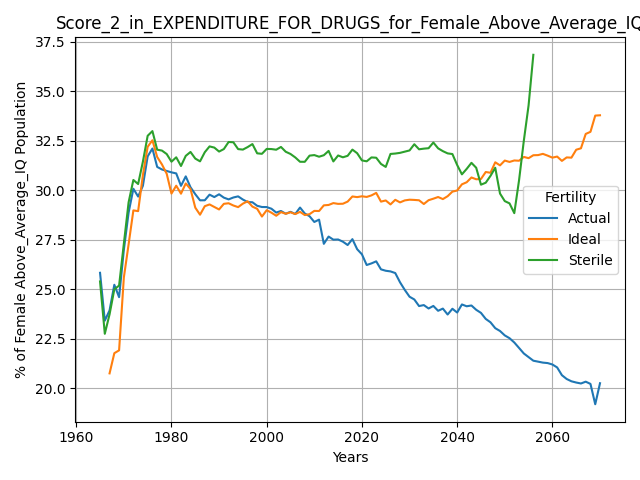 Score_2_in_EXPENDITURE_FOR_DRUGS_for_Female_Above_Average_IQ
37.5
35.0
32.5
30.0
27.5
25.0
22.5
20.0
% of Female Above_Average_IQ Population
Fertility
Actual
Ideal
Sterile
1960
1980
2000
2020
2040
2060
Years